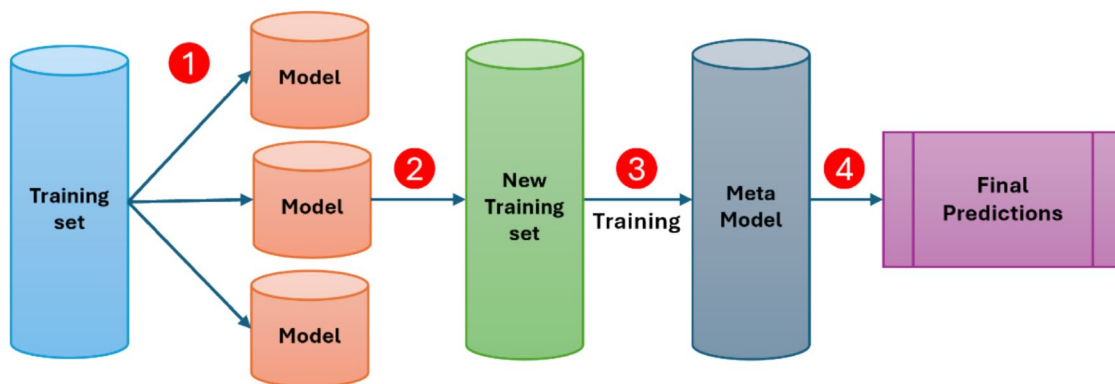 1
Model
Training
set
Model
Model
2
New
Training
set
3
Training
Meta
Model
4
Final
Predictions